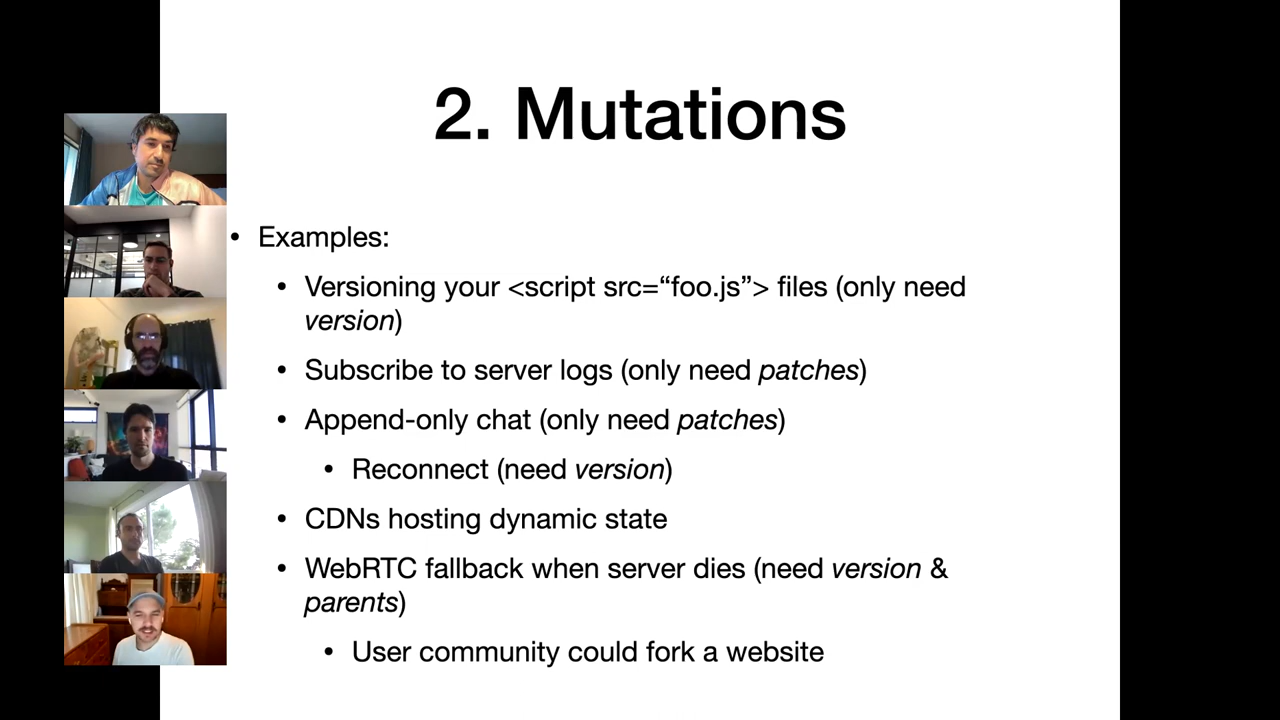 2. Mutations
• Examples:
• Versioning your <script src=“foo.js”> files (only need
version)
• Subscribe to server logs (only need patches)
• Append-only chat (only need patches)
• Reconnect (need version)
• CDNs hosting dynamic state
• WebRTC fallback when server dies (need version &
parents)
• User community could fork a website